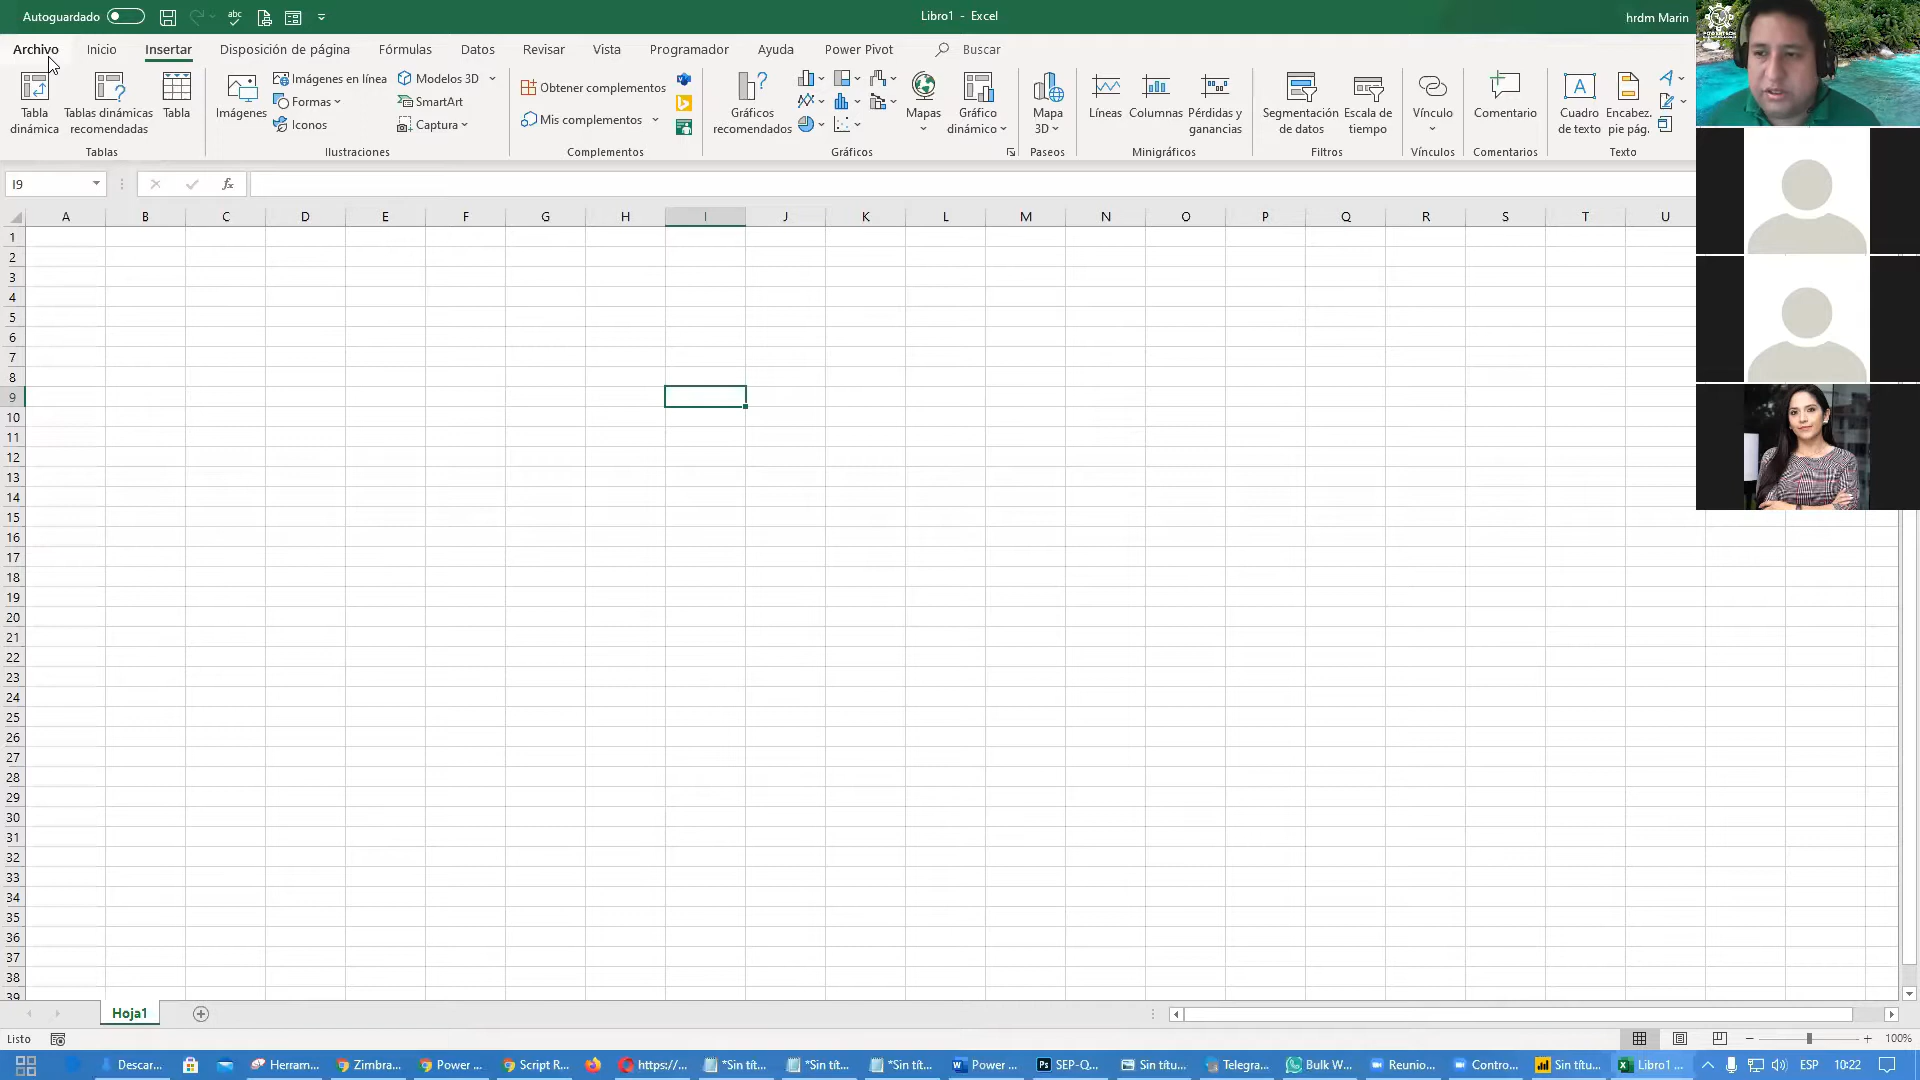 Autoguardado
Libro1 - Excel
hrdm Marin
Archivo Inicio Insertar Disposición de página Fórmulas Datos Revisar Vista Programador Ayuda Power Pivot Buscar
Tabla dinámica
Tablas dinámicas recomendadas
Tabla
Imágenes
Imágenes en línea
Formas
Iconos
Modelos 3D
SmartArt
Captura
Obtener complementos
Mis complementos
Gráficos recomendados
Mapas
Gráfico dinámico
Mapa 3D
Líneas
Columnas
Pérdidas y ganancias
Segmentación de datos
Escala de tiempo
Vínculo
Comentario
Cuadro de texto
Encabez. pie pág.
Tablas Ilustraciones Complementos Gráficos Paseos Minigráficos Filtros Vínculos Comentarios Texto
I9
fx
A B C D E F G H I J K L M N O P Q R S T U
1
2
3
4
5
6
7
8
9
10
11
12
13
14
15
16
17
18
19
20
21
22
23
24
25
26
27
28
29
30
31
32
33
34
35
36
37
38
39
Hoja1
Listo
100%
Descar... Herram... Zimbra... Power ... Script R... https://... *Sin tít... *Sin tít... *Sin tít... Power ... SEP-Q... Sin títu... Telegra... Bulk W... Reunio... Contro... Sin títu... Libro1 ... ESP 10:22